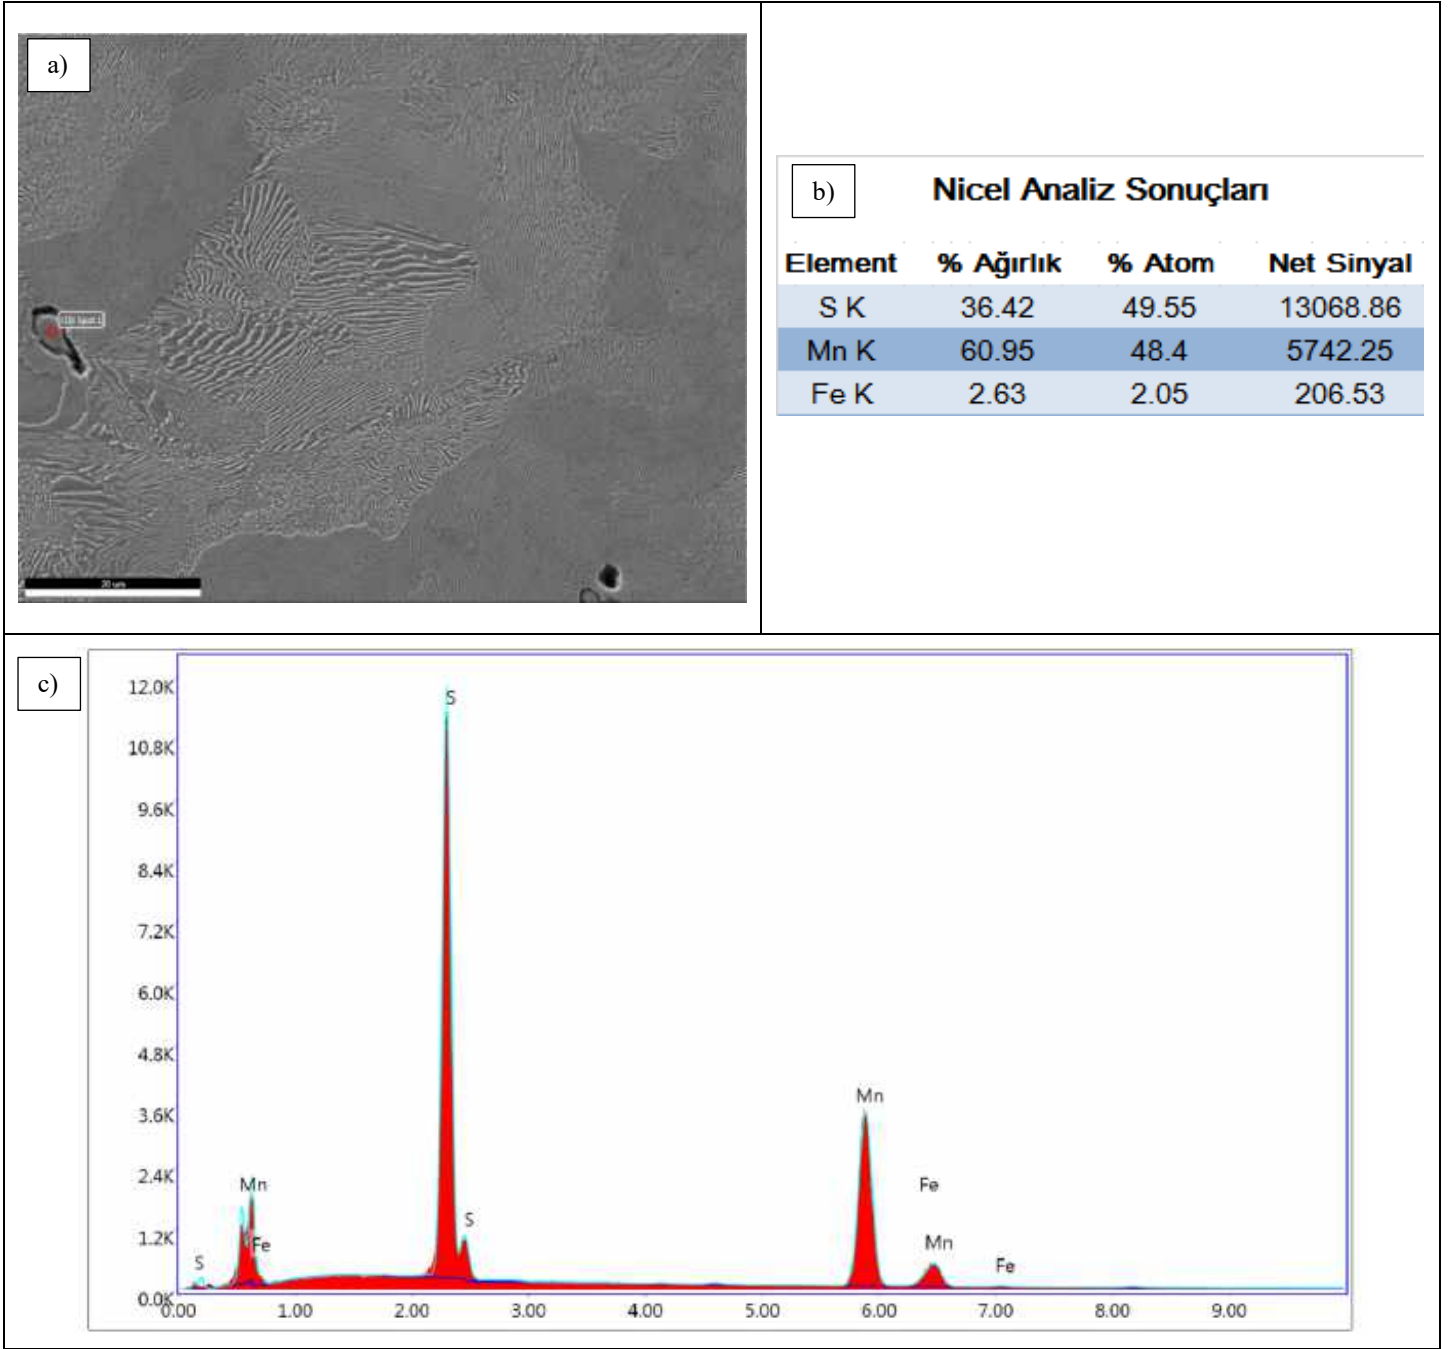 a)
20 um
b)
Nicel Analiz Sonuçları
Element % Ağırlık % Atom Net Sinyal
S K 36.42 49.55 13068.86
Mn K 60.95 48.4 5742.25
Fe K 2.63 2.05 206.53
c)
12.0K
10.8K
9.6K
8.4K
7.2K
6.0K
4.8K
3.6K
2.4K
1.2K
0.0K
S
Mn
Fe
S
S
Mn
Fe
Mn
Fe
0.00 1.00 2.00 3.00 4.00 5.00 6.00 7.00 8.00 9.00